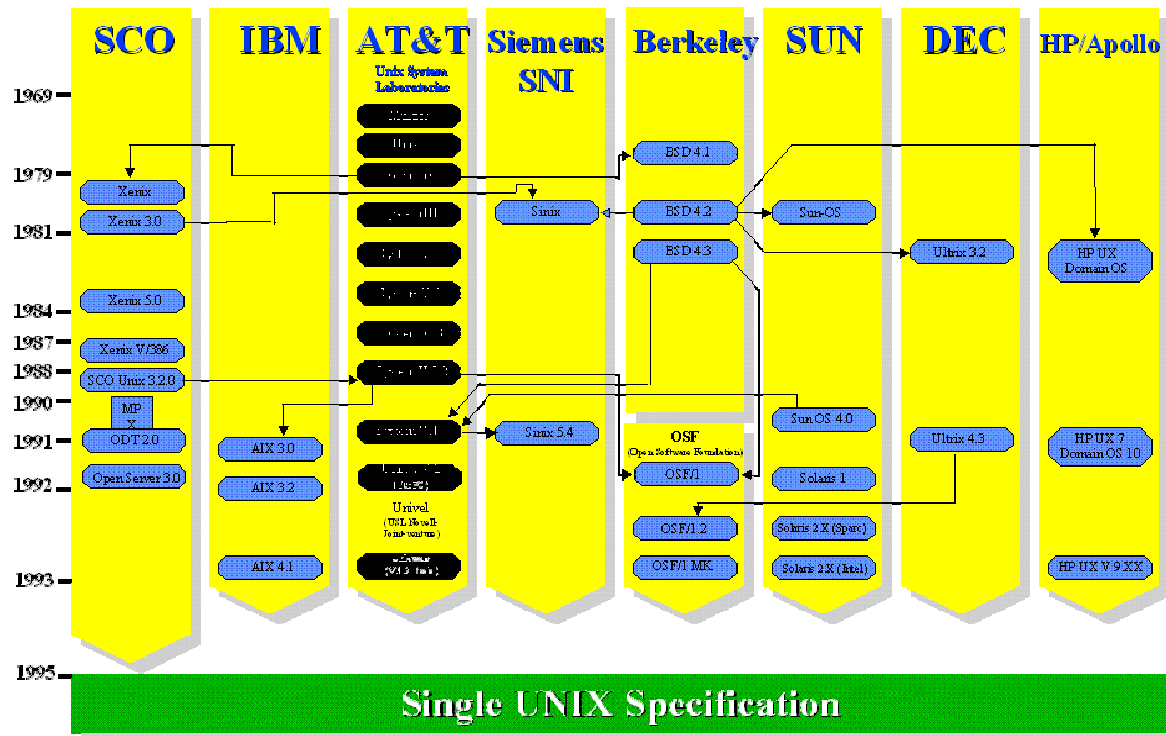 SCO
IBM
AT&T
Siemens
SNI
Berkeley
SUN
DEC
HP/Apollo
Unix System
Laboratories
1969
1979
1981
1984
1987
1988
1990
1991
1992
1993
1995
Xenix
Xenix 3.0
Xenix 5.0
Xenix V/386
SCO Unix 3.2.0
MP
X
ODT 2.0
Open Server 3.0
AIX 3.0
AIX 3.2
AIX 4.1
Univel
(USL Novell-
Jointventure)
Sinix
Sinix 5.4
BSD 4.1
BSD 4.2
BSD 4.3
OSF
(Open Software Foundation)
OSF/1
OSF/1.2
OSF/1 MK
Sun-OS
Sun OS 4.0
Solaris 1
Solaris 2.X (Sparc)
Solaris 2.X (Intel)
Ultrix 3.2
Ultrix 4.3
HP UX
Domain OS
HP UX 7
Domain OS 10
HP UX V 9.XX
Single UNIX Specification